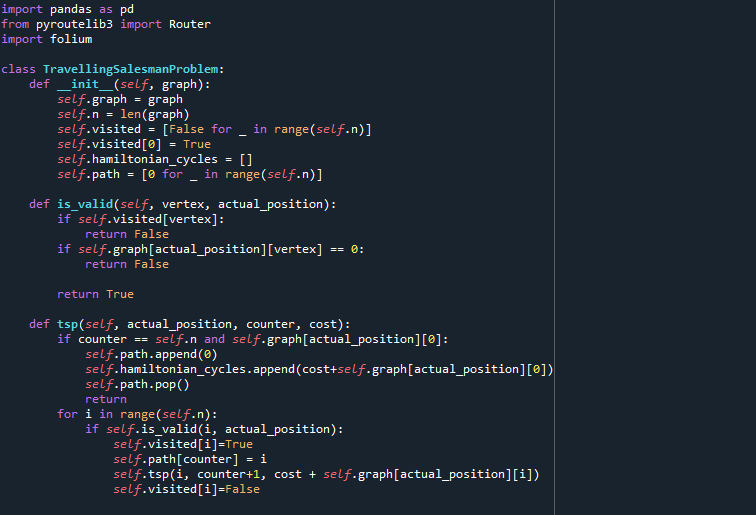 import pandas as pd
from pyroutelib3 import Router
import folium

class TravellingSalesmanProblem:
    def __init__(self, graph):
        self.graph = graph
        self.n = len(graph)
        self.visited = [False for _ in range(self.n)]
        self.visited[0] = True
        self.hamiltonian_cycles = []
        self.path = [0 for _ in range(self.n)]

    def is_valid(self, vertex, actual_position):
        if self.visited[vertex]:
            return False
        if self.graph[actual_position][vertex] == 0:
            return False

        return True

    def tsp(self, actual_position, counter, cost):
        if counter == self.n and self.graph[actual_position][0]:
            self.path.append(0)
            self.hamiltonian_cycles.append(cost+self.graph[actual_position][0])
            self.path.pop()
            return
        for i in range(self.n):
            if self.is_valid(i, actual_position):
                self.visited[i]=True
                self.path[counter] = i
                self.tsp(i, counter+1, cost + self.graph[actual_position][i])
                self.visited[i]=False